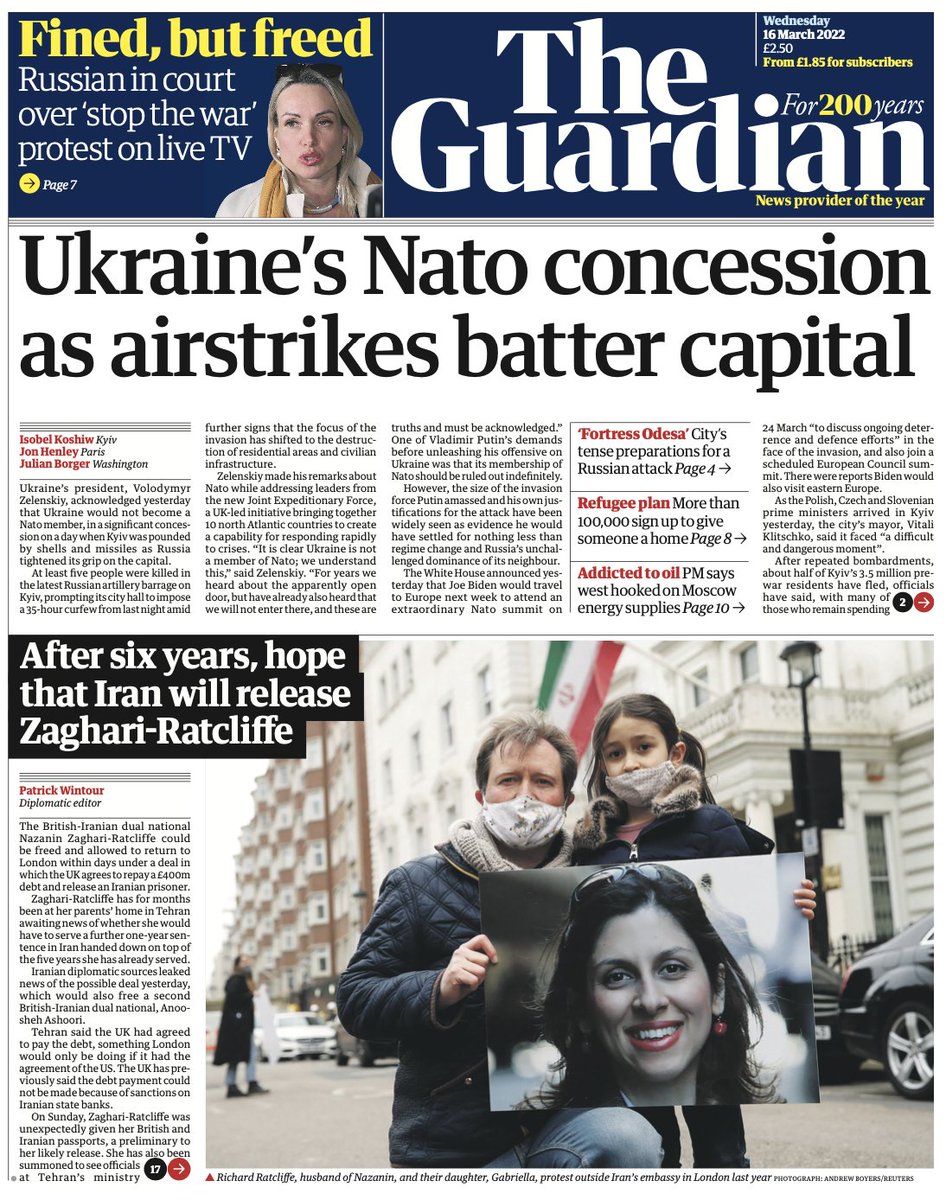 Fined, but freed
Russian in court
over ‘stop the war’
protest on live TV
Page 7
The
Guardian
Wednesday
16 March 2022
£2.50
From £1.85 for subscribers
For 200 years
News provider of the year
Ukraine’s Nato concession
as airstrikes batter capital
Isobel Koshiw Kyiv
Jon Henley Paris
Julian Borger Washington
Ukraine’s president, Volodymyr
Zelenskiy, acknowledged yesterday
that Ukraine would not become a
Nato member, in a significant conces-
sion on a day when Kyiv was pounded
by shells and missiles as Russia
tightened its grip on the capital.
At least five people were killed in
the latest Russian artillery barrage on
Kyiv, prompting its city hall to impose
a 35-hour curfew from last night amid
further signs that the focus of the
invasion has shifted to the destruc-
tion of residential areas and civilian
infrastructure.
Zelenskiy made his remarks about
Nato while addressing leaders from
the new Joint Expeditionary Force,
a UK-led initiative bringing together
10 north Atlantic countries to create
a capability for responding rapidly
to crises. “It is clear Ukraine is not
a member of Nato; we understand
this,” said Zelenskiy. “For years we
heard about the apparently open
door, but have already also heard that
we will not enter there, and these are
truths and must be acknowledged.”
One of Vladimir Putin’s demands
before unleashing his offensive on
Ukraine was that its membership of
Nato should be ruled out indefinitely.
However, the size of the invasion
force Putin amassed and his own jus-
tifications for the attack have been
widely seen as evidence he would
have settled for nothing less than
regime change and Russia’s unchal-
lenged dominance of its neighbour.
The White House announced yes-
terday that Joe Biden would travel
to Europe next week to attend an
extraordinary Nato summit on
‘Fortress Odesa’ City’s
tense preparations for a
Russian attack Page 4 →
Refugee plan More than
100,000 sign up to give
someone a home Page 8 →
Addicted to oil PM says
west hooked on Moscow
energy supplies Page 10 →
24 March “to discuss ongoing deter-
rence and defence efforts” in the
face of the invasion, and also join a
scheduled European Council sum-
mit. There were reports Biden would
also visit eastern Europe.
As the Polish, Czech and Slovenian
prime ministers arrived in Kyiv
yesterday, the city’s mayor, Vitali
Klitschko, said it faced “a difficult
and dangerous moment”.
After repeated bombardments,
about half of Kyiv’s 3.5 million pre-
war residents have fled, officials
have said, with many of
those who remain spending
2 →
After six years, hope
that Iran will release
Zaghari-Ratcliffe
Patrick Wintour
Diplomatic editor
The British-Iranian dual national
Nazanin Zaghari-Ratcliffe could
be freed and allowed to return to
London within days under a deal in
which the UK agrees to repay a £400m
debt and release an Iranian prisoner.
Zaghari-Ratcliffe has for months
been at her parents’ home in Tehran
awaiting news of whether she would
have to serve a further one-year sen-
tence in Iran handed down on top of
the five years she has already served.
Iranian diplomatic sources leaked
news of the possible deal yesterday,
which would also free a second
British-Iranian dual national, Anoo-
sheh Ashoori.
Tehran said the UK had agreed
to pay the debt, something London
would only be doing if it had the
agreement of the US. The UK has pre-
viously said the debt payment could
not be made because of sanctions on
Iranian state banks.
On Sunday, Zaghari-Ratcliffe was
unexpectedly given her British and
Iranian passports, a preliminary to
her likely release. She has also been
summoned to see officials
at Tehran’s ministry
17 →
Richard Ratcliffe, husband of Nazanin, and their daughter, Gabriella, protest outside Iran’s embassy in London last year PHOTOGRAPH: ANDREW BOYERS/REUTERS